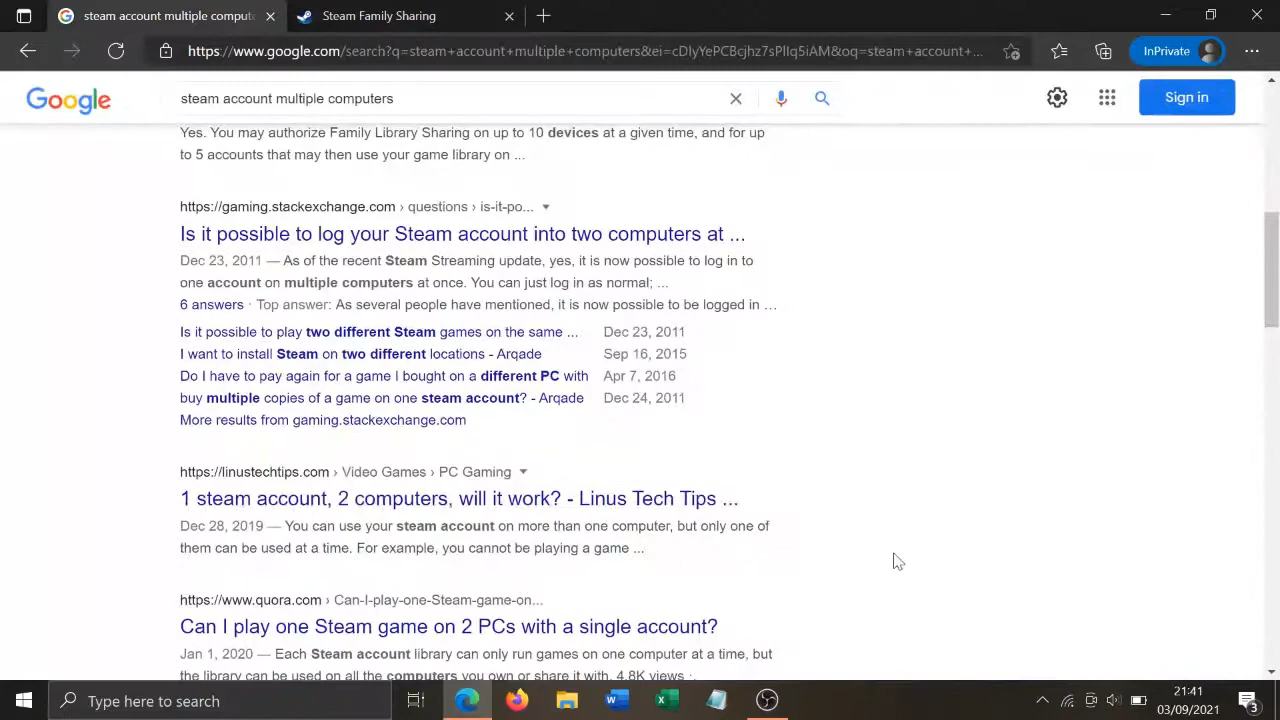 steam account multiple compute
Steam Family Sharing
https://www.google.com/search?q=steam+account+multiple+computers&ei=cDIyYePCBcjhz7sPlIq5iAM&oq=steam+account+...
InPrivate
Google
steam account multiple computers
Sign in
Yes. You may authorize Family Library Sharing on up to 10 devices at a given time, and for up
to 5 accounts that may then use your game library on ...
https://gaming.stackexchange.com › questions › is-it-po...
Is it possible to log your Steam account into two computers at ...
Dec 23, 2011 — As of the recent Steam Streaming update, yes, it is now possible to log in to
one account on multiple computers at once. You can just log in as normal; ...
6 answers · Top answer: As several people have mentioned, it is now possible to be logged in ...
Is it possible to play two different Steam games on the same ... Dec 23, 2011
I want to install Steam on two different locations - Arqade Sep 16, 2015
Do I have to pay again for a game I bought on a different PC with Apr 7, 2016
buy multiple copies of a game on one steam account? - Arqade Dec 24, 2011
More results from gaming.stackexchange.com
https://linustechtips.com › Video Games › PC Gaming
1 steam account, 2 computers, will it work? - Linus Tech Tips ...
Dec 28, 2019 — You can use your steam account on more than one computer, but only one of
them can be used at a time. For example, you cannot be playing a game ...
https://www.quora.com › Can-I-play-one-Steam-game-on...
Can I play one Steam game on 2 PCs with a single account?
Jan 1, 2020 — Each Steam account library can only run games on one computer at a time, but
the library can be used on all the computers you own or share it with. 4.8K views ·
Type here to search
21:41
03/09/2021
3